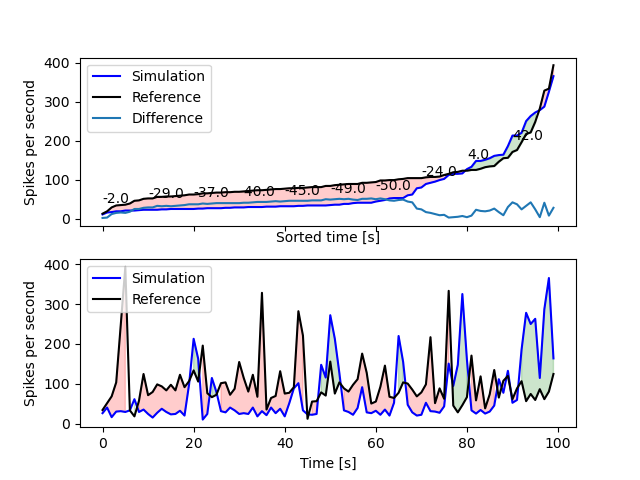 400
300
200
100
0
Spikes per second
Simulation
Reference
Difference
-2.0
-29.0
-37.0
-40.0
-45.0
-49.0
-50.0
-24.0
4.0
42.0
Sorted time [s]
400
300
200
100
0
Spikes per second
Simulation
Reference
0 20 40 60 80 100
Time [s]